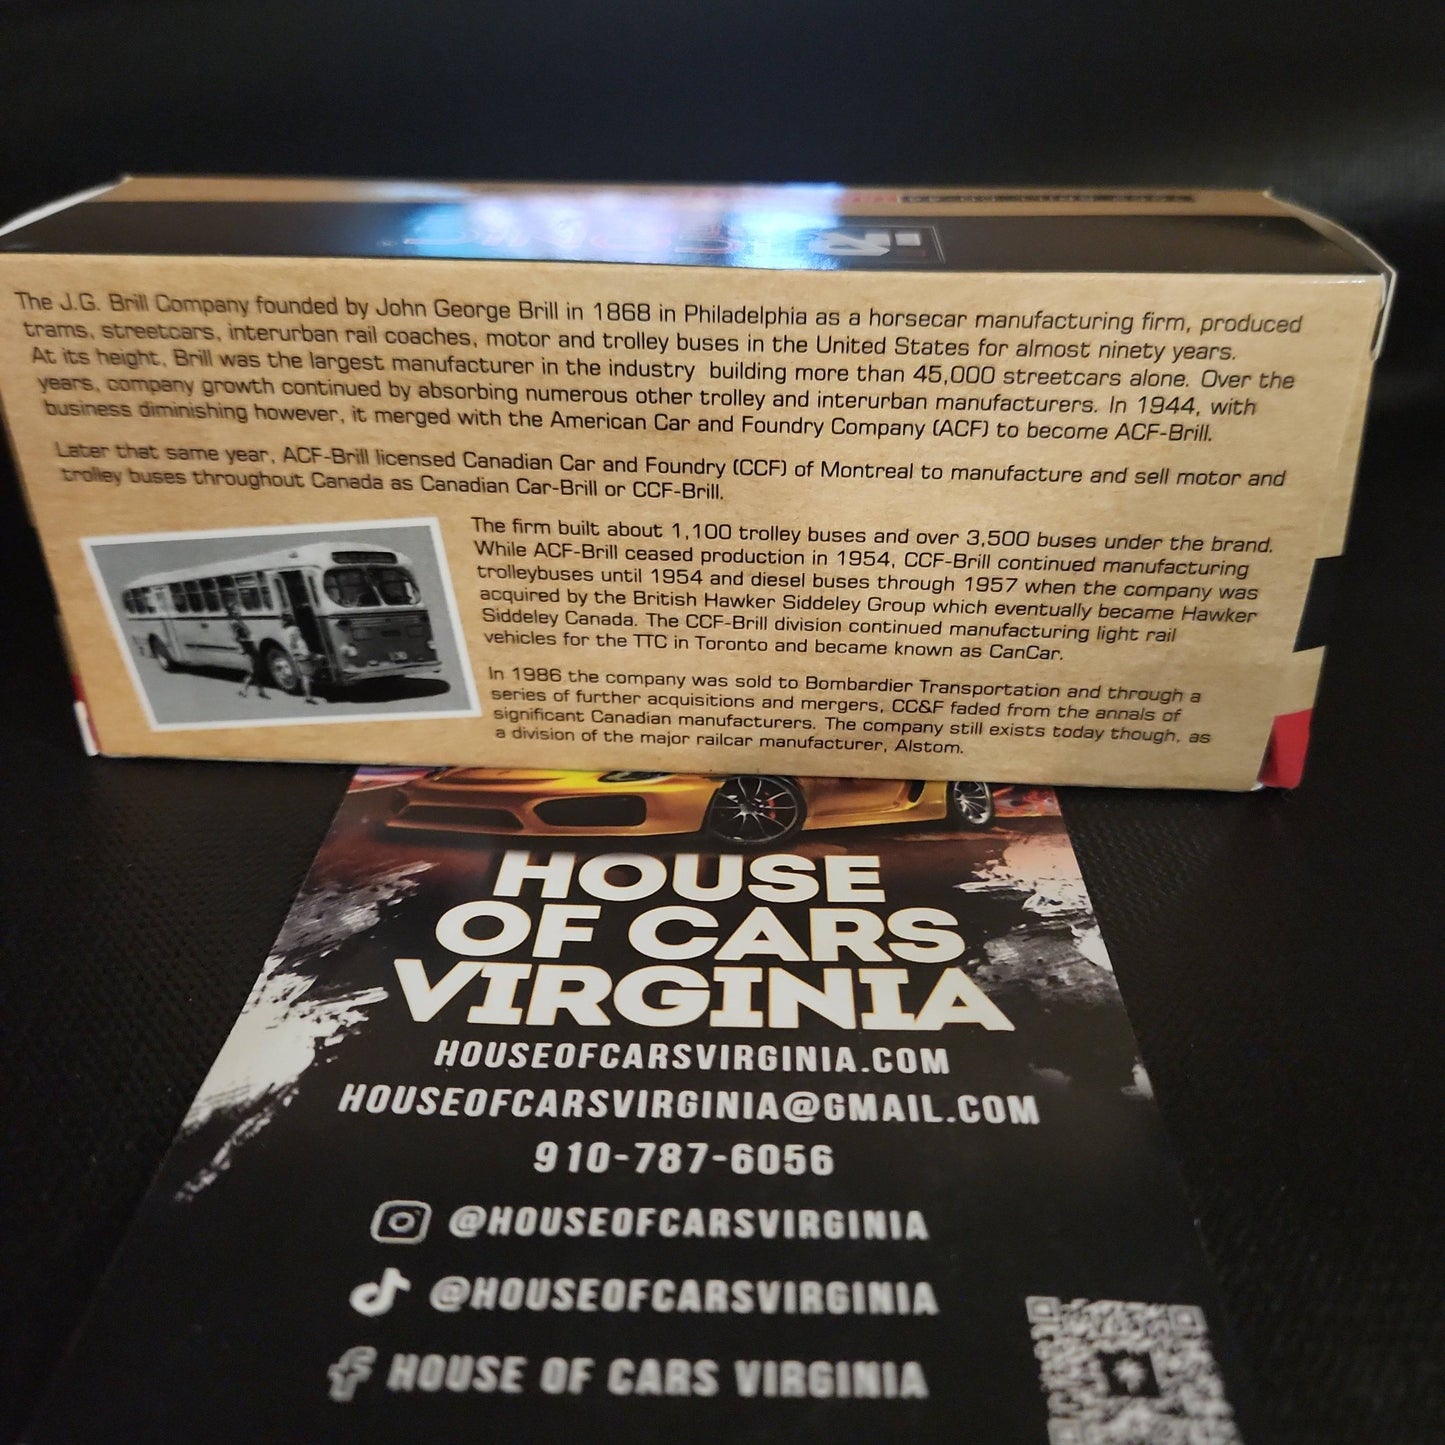 The J.G. Brill Company founded by John George Brill in 1868 in Philadelphia as a horsecar manufacturing firm, produced
trams, streetcars, interurban rail coaches, motor and trolley buses in the United States for almost ninety years.
At its height, Brill was the largest manufacturer in the industry building more than 45,000 streetcars alone. Over the
years, company growth continued by absorbing numerous other trolley and interurban manufacturers. In 1944, with
business diminishing however, it merged with the American Car and Foundry Company (ACF) to become ACF-Brill.
Later that same year, ACF-Brill licensed Canadian Car and Foundry (CCF) of Montreal to manufacture and sell motor and
trolley buses throughout Canada as Canadian Car-Brill or CCF-Brill.
The firm built about 1,100 trolley buses and over 3,500 buses under the brand.
While ACF-Brill ceased production in 1954, CCF-Brill continued manufacturing
trolleybuses until 1954 and diesel buses through 1957 when the company was
acquired by the British Hawker Siddeley Group which eventually became Hawker
Siddeley Canada. The CCF-Brill division continued manufacturing light rail
vehicles for the TTC in Toronto and became known as CanCar.
In 1986 the company was sold to Bombardier Transportation and through a
series of further acquisitions and mergers, CC&F faded from the annals of
significant Canadian manufacturers. The company still exists today though, as
a division of the major railcar manufacturer, Alstom.
HOUSE
OF CARS
VIRGINIA
HOUSEOFCARSVIRGINIA.COM
HOUSEOFCARSVIRGINIA@GMAIL.COM
910-787-6056
@HOUSEOFCARSVIRGINIA
@HOUSEOFCARSVIRGINIA
HOUSE OF CARS VIRGINIA